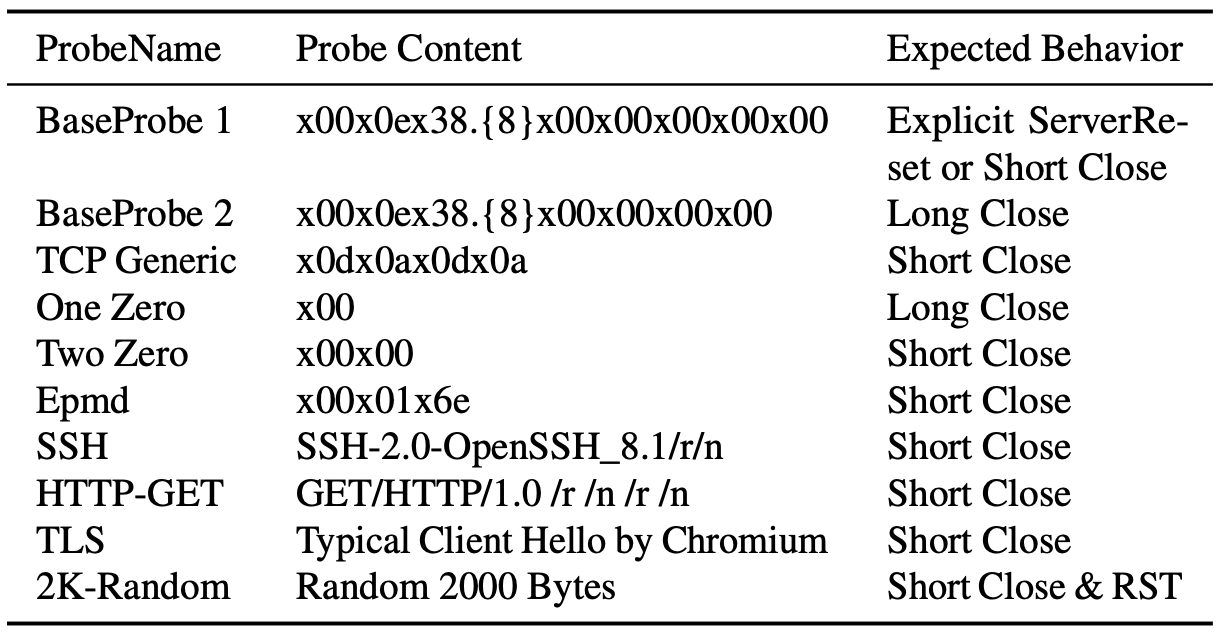 ProbeName Probe Content Expected Behavior
BaseProbe 1 x00x0ex38.{8}x00x00x00x00x00 Explicit ServerRe-
set or Short Close
BaseProbe 2 x00x0ex38.{8}x00x00x00x00 Long Close
TCP Generic x0dx0ax0dx0a Short Close
One Zero x00 Long Close
Two Zero x00x00 Short Close
Epmd x00x01x6e Short Close
SSH SSH-2.0-OpenSSH_8.1/r/n Short Close
HTTP-GET GET/HTTP/1.0 /r /n /r /n Short Close
TLS Typical Client Hello by Chromium Short Close
2K-Random Random 2000 Bytes Short Close & RST